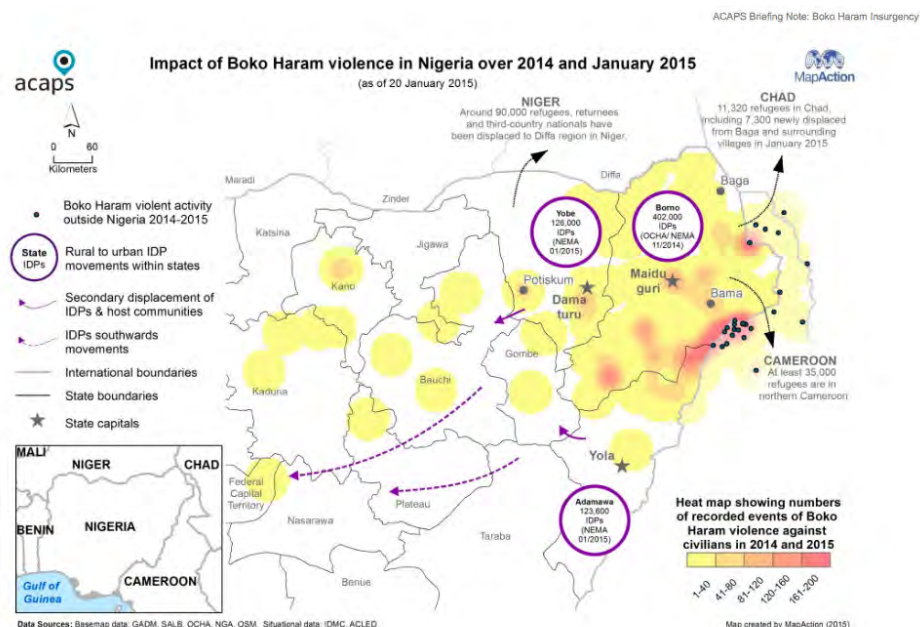 ACAPS Briefing Note: Boko Haram Insurgency
acaps
Impact of Boko Haram violence in Nigeria over 2014 and January 2015
(as of 20 January 2015)
MapAction
N
0 60
Kilometers
Boko Haram violent activity
outside Nigeria 2014-2015
State
IDPs
Rural to urban IDP
movements within states
Secondary displacement of
IDPs & host communities
IDPs southwards
movements
International boundaries
State boundaries
State capitals
NIGER
Around 90,000 refugees, returnees
and third-country nationals have
been displaced to Diffa region in Niger.
CHAD
11,320 refugees in Chad,
including 7,300 newly displaced
from Baga and surrounding
villages in January 2015
Maradi
Zinder
Diffa
Baga
Katsina
Jigawa
Yobe
126,000
IDPs
(NEMA
01/2015)
Borno
402,000
IDPs
(OCHA/ NEMA
11/2014)
Kano
Potiskum
Dama
turu
Maidu
guri
Bama
Gombe
CAMEROON
At least 35,000
refugees are in
northern Cameroon
Kaduna
Bauchi
Yola
Federal
Capital
Territory
Plateau
Nasarawa
Taraba
Benue
Adamawa
123,600
IDPs
(NEMA
01/2015)
MALI
NIGER
CHAD
BENIN
NIGERIA
CAMEROON
Gulf of
Guinea
Heat map showing numbers
of recorded events of Boko
Haram violence against
civilians in 2014 and 2015
1-40
41-80
81-120
120-160
161-200
Data Sources: Basemap data: GADM, SALB, OCHA, NGA, OSM. Situational data: IDMC, ACLED
Map created by MapAction (2015)